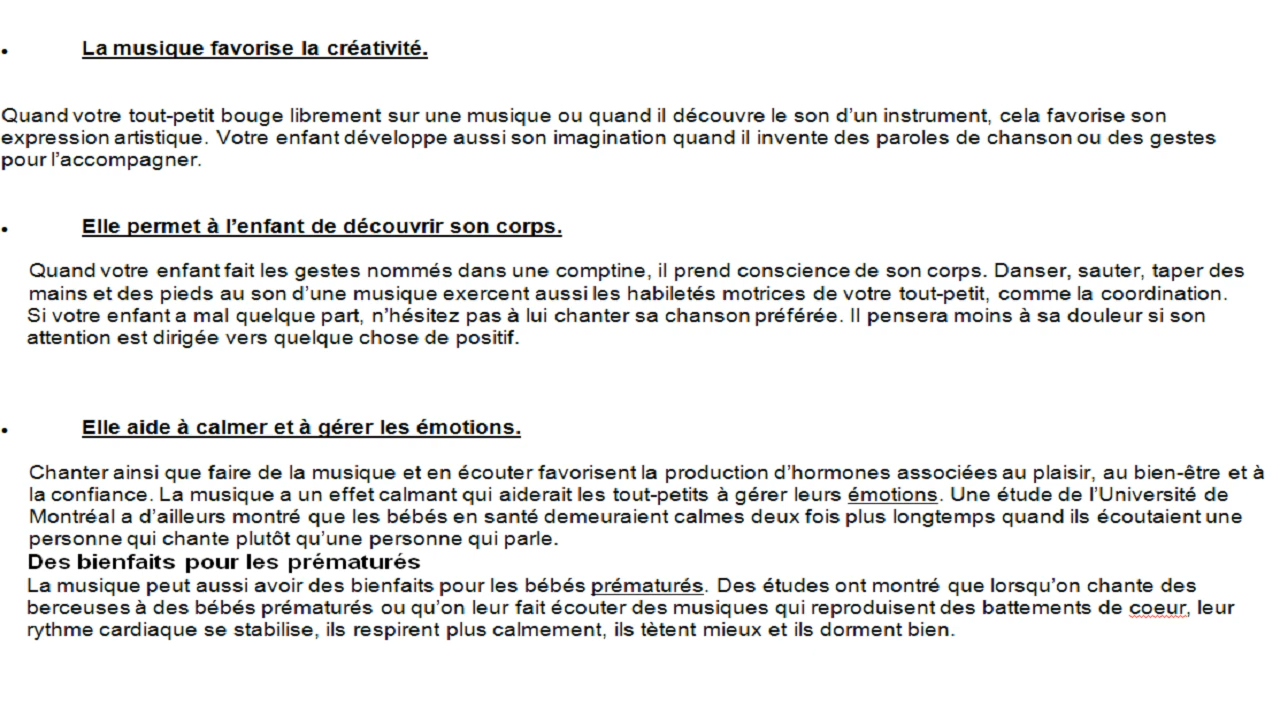 • La musique favorise la créativité.
Quand votre tout-petit bouge librement sur une musique ou quand il découvre le son d’un instrument, cela favorise son
expression artistique. Votre enfant développe aussi son imagination quand il invente des paroles de chanson ou des gestes
pour l’accompagner.
• Elle permet à l’enfant de découvrir son corps.
Quand votre enfant fait les gestes nommés dans une comptine, il prend conscience de son corps. Danser, sauter, taper des
mains et des pieds au son d’une musique exercent aussi les habiletés motrices de votre tout-petit, comme la coordination.
Si votre enfant a mal quelque part, n’hésitez pas à lui chanter sa chanson préférée. Il pensera moins à sa douleur si son
attention est dirigée vers quelque chose de positif.
• Elle aide à calmer et à gérer les émotions.
Chanter ainsi que faire de la musique et en écouter favorisent la production d’hormones associées au plaisir, au bien-être et à
la confiance. La musique a un effet calmant qui aiderait les tout-petits à gérer leurs émotions. Une étude de l’Université de
Montréal a d’ailleurs montré que les bébés en santé demeuraient calmes deux fois plus longtemps quand ils écoutaient une
personne qui chante plutôt qu’une personne qui parle.
Des bienfaits pour les prématurés
La musique peut aussi avoir des bienfaits pour les bébés prématurés. Des études ont montré que lorsqu’on chante des
berceuses à des bébés prématurés ou qu’on leur fait écouter des musiques qui reproduisent des battements de coeur, leur
rythme cardiaque se stabilise, ils respirent plus calmement, ils tètent mieux et ils dorment bien.